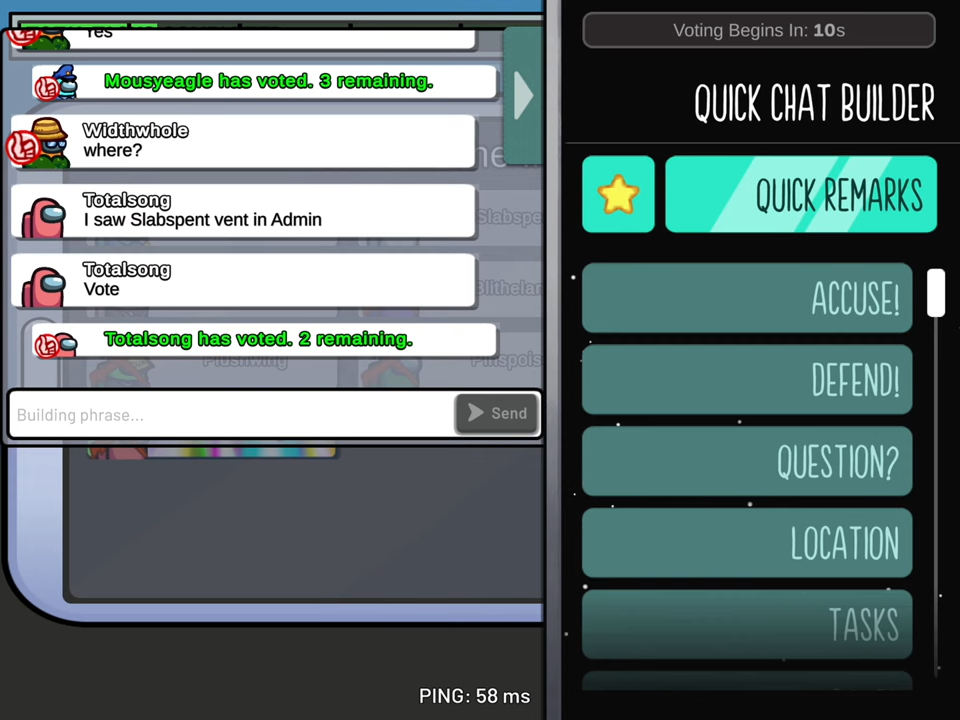 Yes
Mousyeagle has voted. 3 remaining.
Widthwhole
where?
Totalsong
I saw Slabspent vent in Admin
Totalsong
Vote
Totalsong has voted. 2 remaining.
Plushwing
Building phrase...
Send
PING: 58 ms
Voting Begins In: 10s
QUICK CHAT BUILDER
QUICK REMARKS
ACCUSE!
DEFEND!
QUESTION?
LOCATION
TASKS